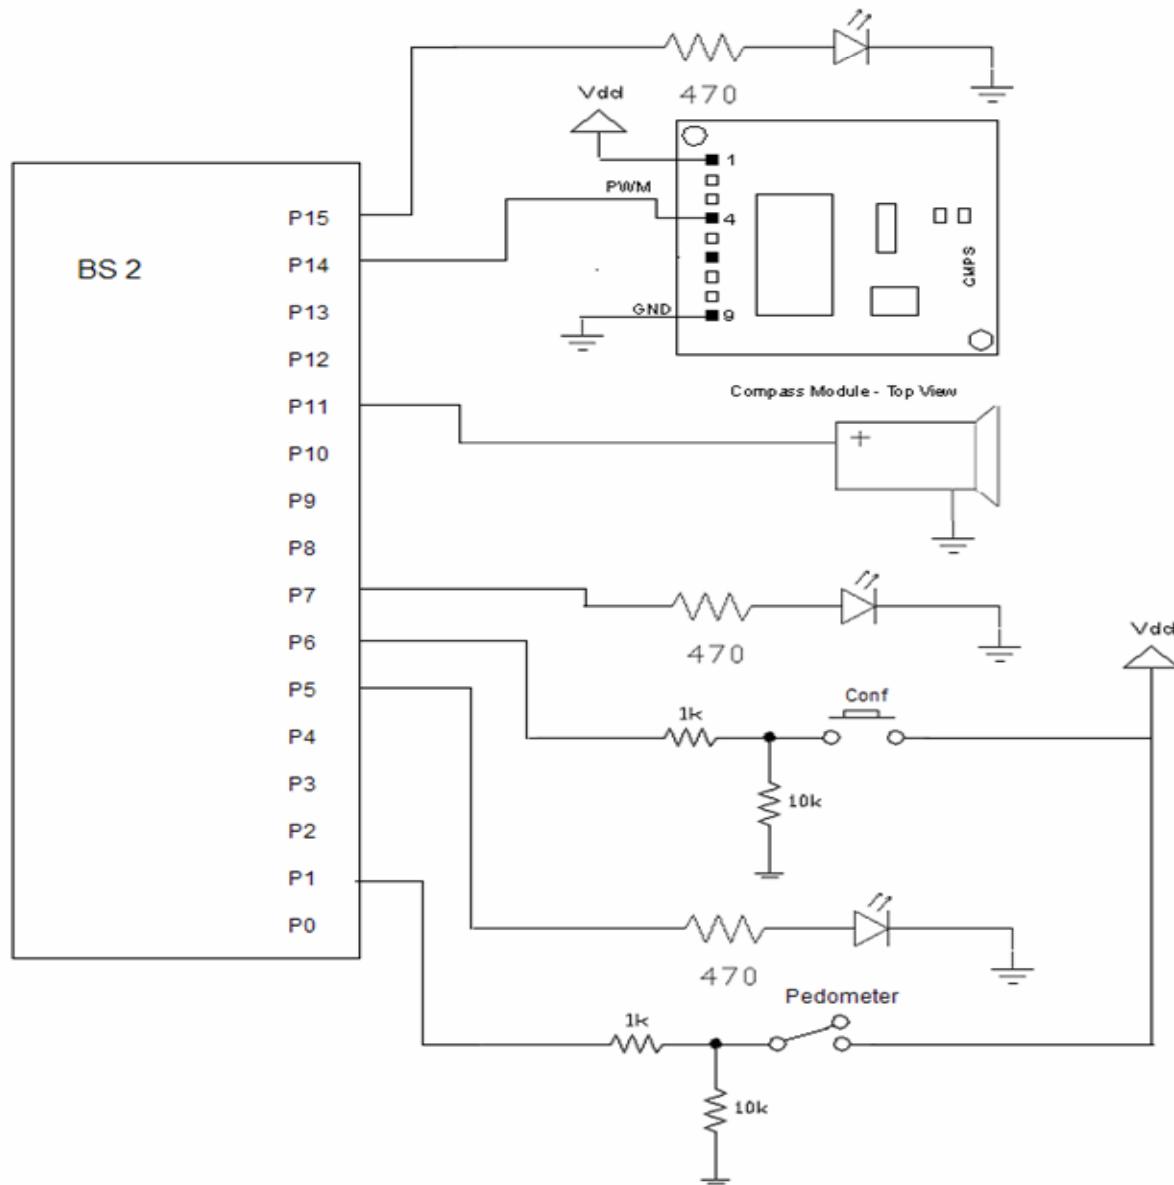 470
Vdd
1
P15
PWM
4
BS 2
P14
CMPS
P13
GND
9
P12
Compass Module - Top View
P11
+
P10
P9
P8
P7
P6
470
Vdd
P5
Conf
1k
P4
P3
10k
P2
P1
P0
470
Pedometer
1k
10k